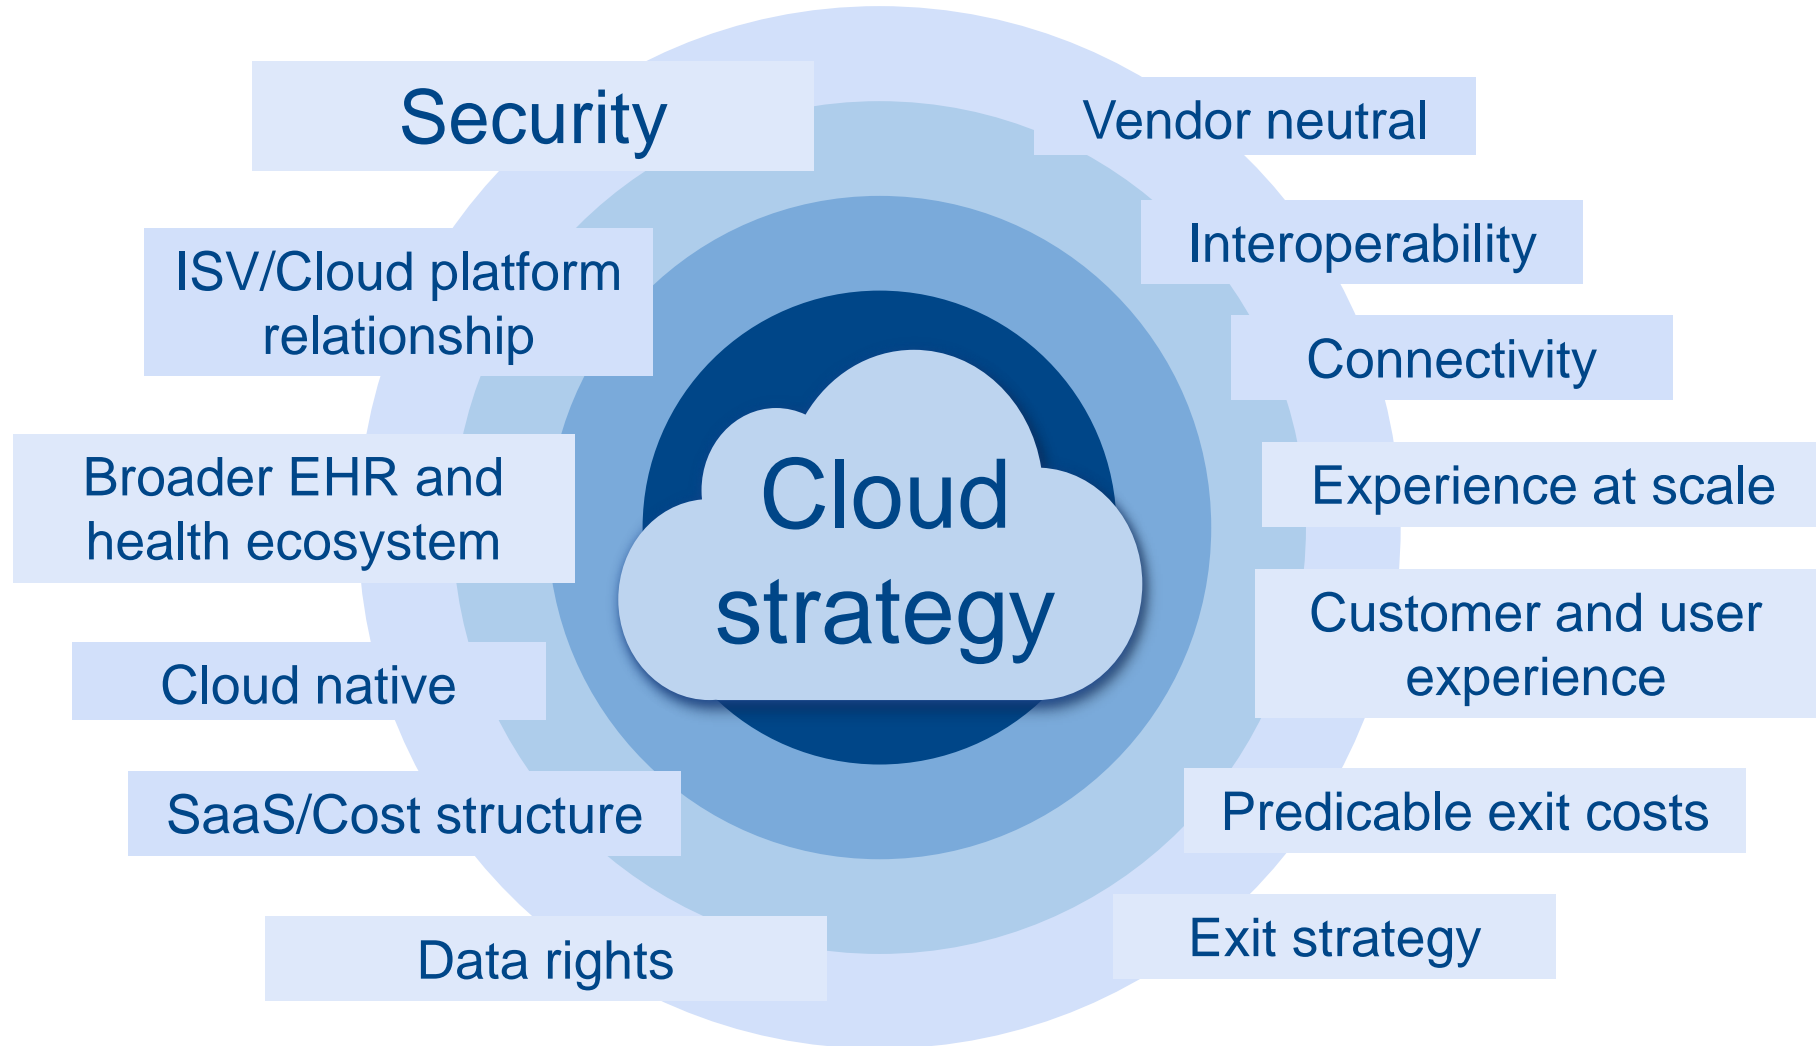 Security
ISV/Cloud platform
relationship
Broader EHR and
health ecosystem
Cloud native
SaaS/Cost structure
Data rights
Cloud
strategy
Vendor neutral
Interoperability
Connectivity
Experience at scale
Customer and user
experience
Predicable exit costs
Exit strategy